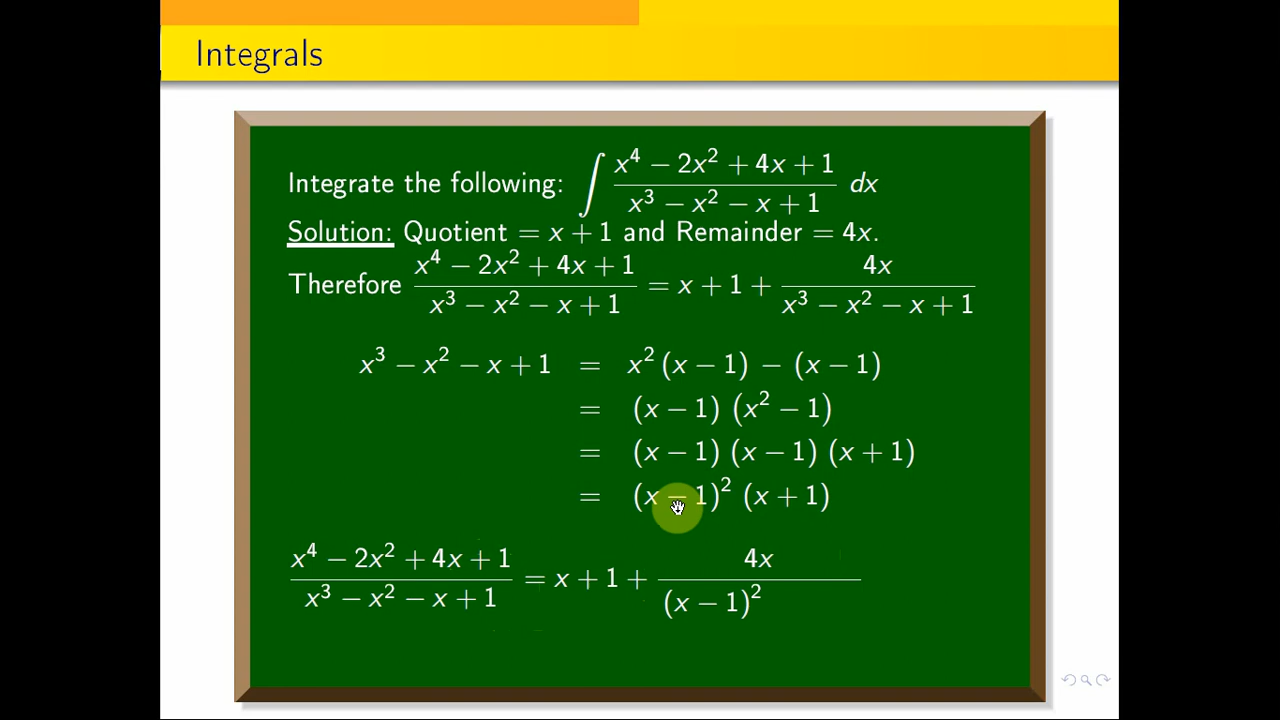 Integrals
Integrate the following: ∫ (x⁴ − 2x² + 4x + 1)/(x³ − x² − x + 1) dx
Solution: Quotient = x + 1 and Remainder = 4x.
Therefore (x⁴ − 2x² + 4x + 1)/(x³ − x² − x + 1) = x + 1 + 4x/(x³ − x² − x + 1)
x³ − x² − x + 1 = x² (x − 1) − (x − 1)
= (x − 1) (x² − 1)
= (x − 1) (x − 1) (x + 1)
= (x − 1)² (x + 1)
(x⁴ − 2x² + 4x + 1)/(x³ − x² − x + 1) = x + 1 + 4x/(x − 1)²